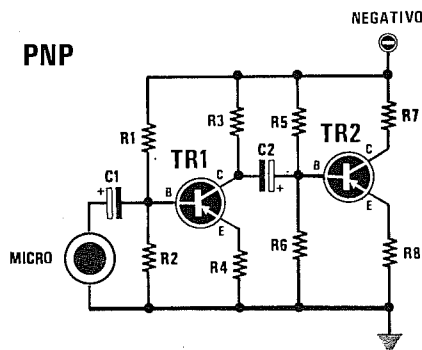 NEGATIVO
PNP
R1
R3
R5
R7
TR1
TR2
C1
C2
+
+
B
C
E
B
C
E
MICRO
R2
R4
R6
R8